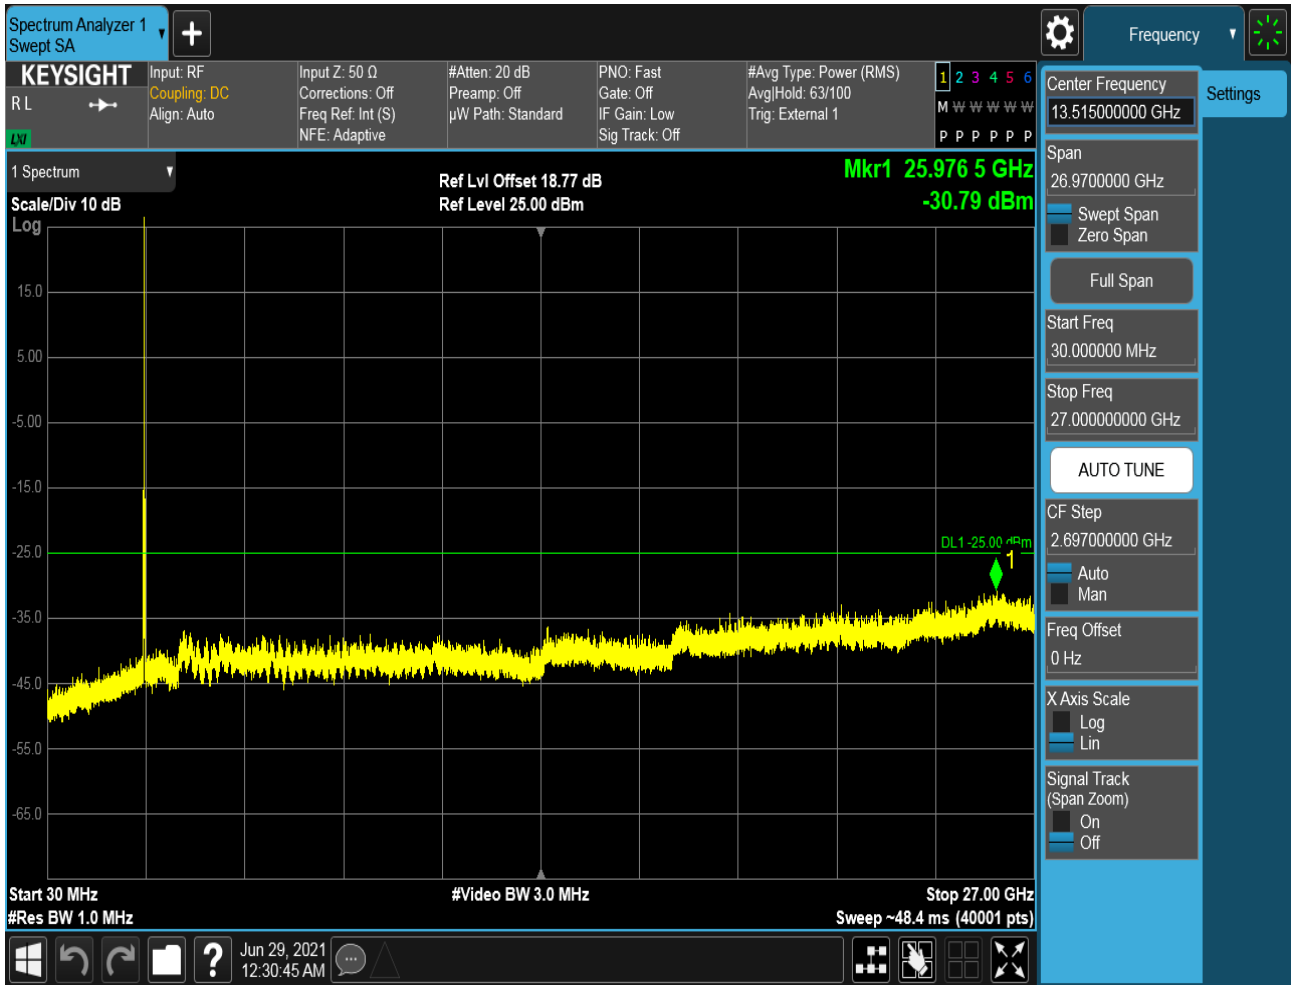 Spectrum Analyzer 1
Swept SA
+
Frequency
KEYSIGHT
R L
LXI
Input: RF
Coupling: DC
Align: Auto
Input Z: 50 Ω
Corrections: Off
Freq Ref: Int (S)
NFE: Adaptive
#Atten: 20 dB
Preamp: Off
µW Path: Standard
PNO: Fast
Gate: Off
IF Gain: Low
Sig Track: Off
#Avg Type: Power (RMS)
Avg|Hold: 63/100
Trig: External 1
1 2 3 4 5 6
M W W W W W
P P P P P P
1 Spectrum
Scale/Div 10 dB
Log
Ref Lvl Offset 18.77 dB
Ref Level 25.00 dBm
Mkr1 25.976 5 GHz
-30.79 dBm
15.0
5.00
-5.00
-15.0
-25.0
-35.0
-45.0
-55.0
-65.0
DL1 -25.00 dBm
1
Start 30 MHz
#Res BW 1.0 MHz
#Video BW 3.0 MHz
Stop 27.00 GHz
Sweep ~48.4 ms (40001 pts)
?
Jun 29, 2021
12:30:45 AM
Center Frequency
13.515000000 GHz
Settings
Span
26.9700000 GHz
Swept Span
Zero Span
Full Span
Start Freq
30.000000 MHz
Stop Freq
27.000000000 GHz
AUTO TUNE
CF Step
2.697000000 GHz
Auto
Man
Freq Offset
0 Hz
X Axis Scale
Log
Lin
Signal Track
(Span Zoom)
On
Off